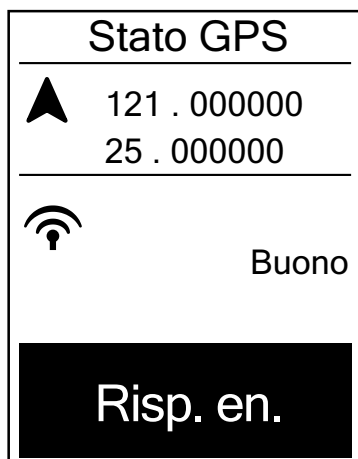 Stato GPS
121 . 000000
25 . 000000
Buono
Risp. en.